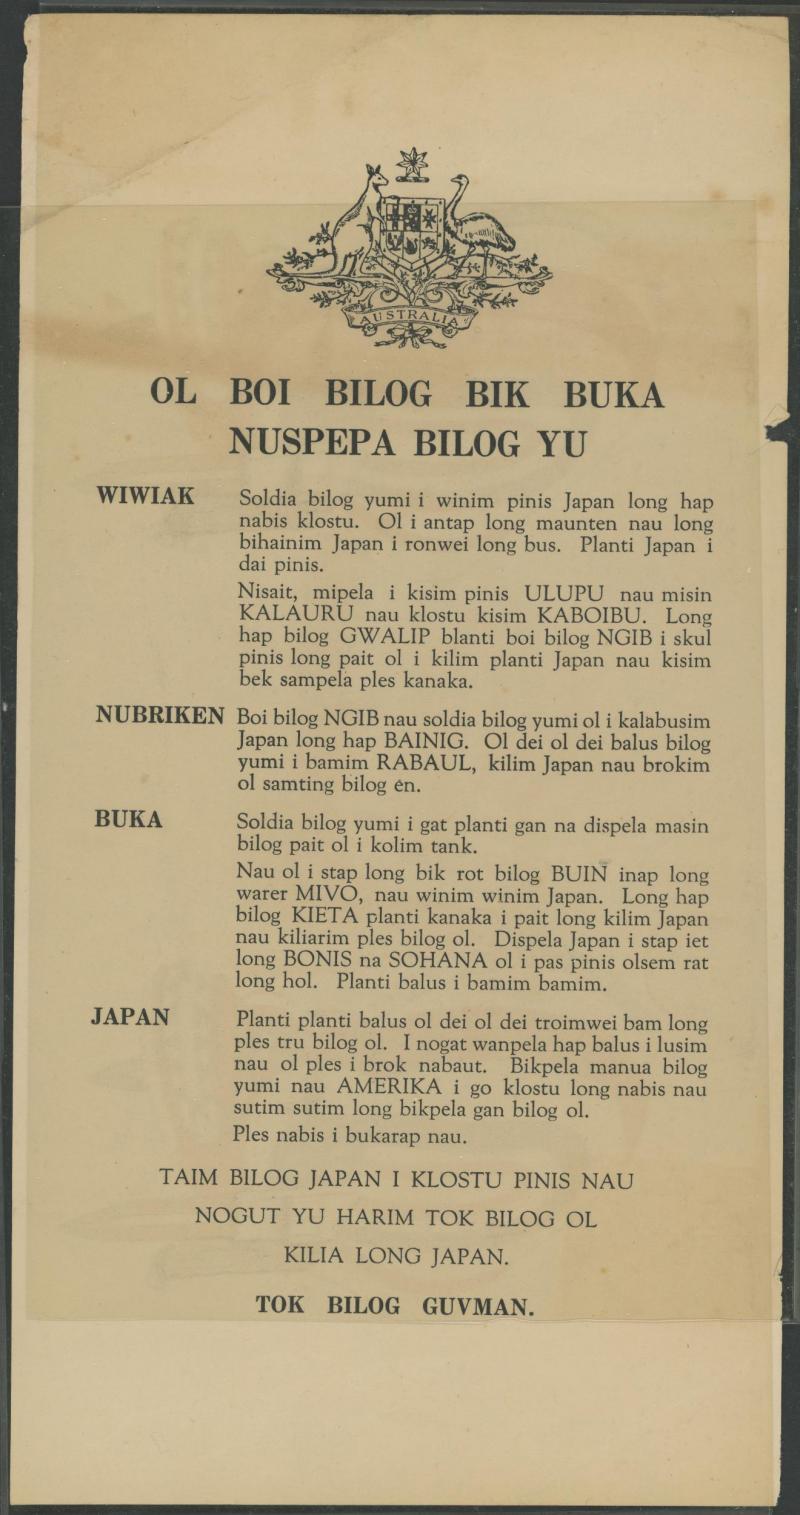 AUSTRALIA
OL BOI BILOG BIK BUKA
NUSPEPA BILOG YU
WIWIAK Soldia bilog yumi i winim pinis Japan long hap
nabis klostu. Ol i antap long maunten nau long
bihainim Japan i ronwei long bus. Planti Japan i
dai pinis.
Nisait, mipela i kisim pinis ULUPU nau misin
KALAURU nau klostu kisim KABOIBU. Long
hap bilog GWALIP blanti boi bilog NGIB i skul
pinis long pait ol i kilim planti Japan nau kisim
bek sampela ples kanaka.
NUBRIKEN Boi bilog NGIB nau soldia bilog yumi ol i kalabusim
Japan long hap BAINIG. Ol dei ol dei balus bilog
yumi i bamim RABAUL, kilim Japan nau brokim
ol samting bilog en.
BUKA Soldia bilog yumi i gat planti gan na dispela masin
bilog pait ol i kolim tank.
Nau ol i stap long bik rot bilog BUIN inap long
warer MIVO, nau winim winim Japan. Long hap
bilog KIETA planti kanaka i pait long kilim Japan
nau kiliarim ples bilog ol. Dispela Japan i stap iet
long BONIS na SOHANA ol i pas pinis olsem rat
long hol. Planti balus i bamim bamim.
JAPAN Planti planti balus ol dei ol dei troimwei bam long
ples tru bilog ol. I nogat wanpela hap balus i lusim
nau ol ples i brok nabaut. Bikpela manua bilog
yumi nau AMERIKA i go klostu long nabis nau
sutim sutim long bikpela gan bilog ol.
Ples nabis i bukarap nau.
TAIM BILOG JAPAN I KLOSTU PINIS NAU
NOGUT YU HARIM TOK BILOG OL
KILIA LONG JAPAN.
TOK BILOG GUVMAN.